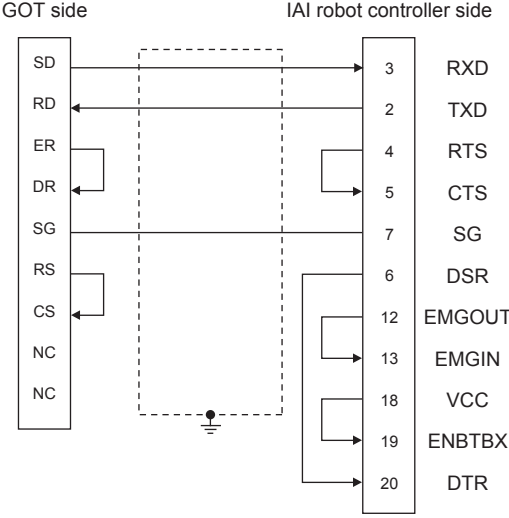 GOT side IAI robot controller side
SD 3 RXD
RD 2 TXD
ER 4 RTS
DR 5 CTS
SG 7 SG
RS 6 DSR
CS 12 EMGOUT
NC 13 EMGIN
NC 18 VCC
19 ENBTBX
20 DTR